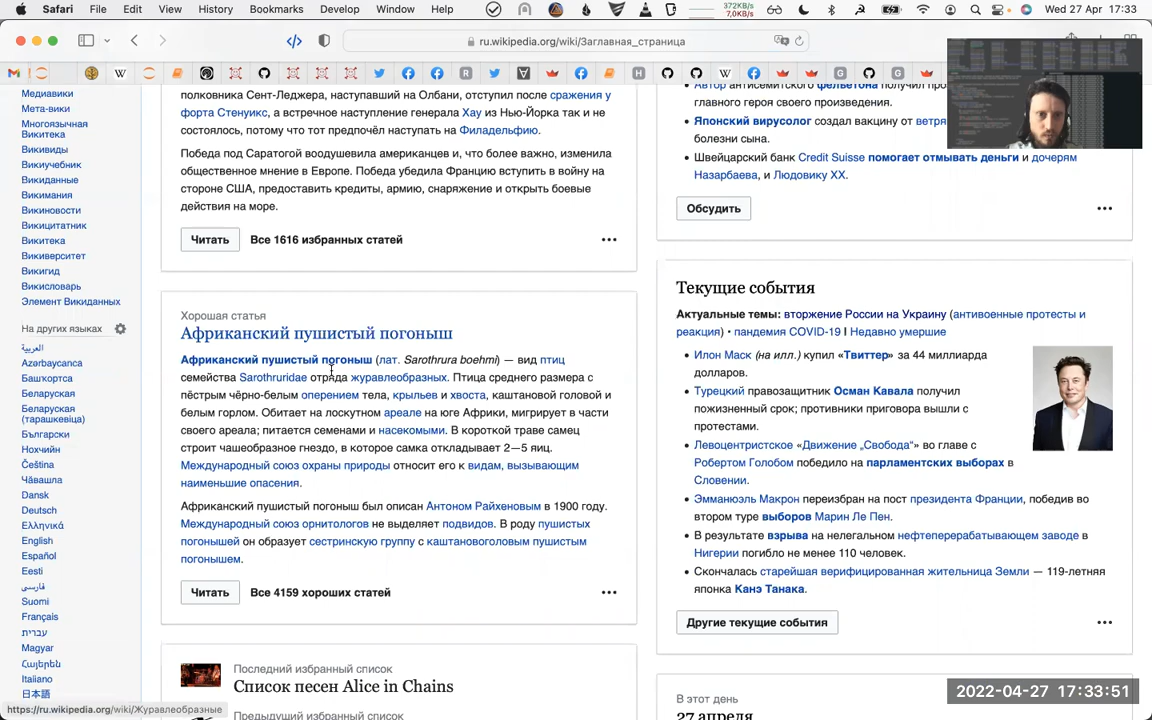 Safari File Edit View History Bookmarks Develop Window Help
372KB/s
7,0KB/s
Wed 27 Apr 17:33
ru.wikipedia.org/wiki/Заглавная_страница
Медиавики
Мета-вики
Многоязычная
Викитека
Викивиды
Викиучебник
Викиданные
Викимания
Викиновости
Викицитатник
Викитека
Викиверситет
Викигид
Викисловарь
Элемент Викиданных
На других языках
العربية
Azərbaycanca
Башҡортса
Беларуская
Беларуская
(тарашкевіца)
Български
Нохчийн
Čeština
Чӑвашла
Dansk
Deutsch
Ελληνικά
English
Español
Eesti
فارسی
Suomi
Français
עברית
Magyar
Հայերեն
Italiano
日本語
https://ru.wikipedia.org/wiki/Журавлеобразные
полковника Сент-Леджера, наступавший на Олбани, отступил после сражения у
форта Стенуикс, а встречное наступление генерала Хау из Нью-Йорка так и не
состоялось, потому что тот предпочёл наступать на Филадельфию.
Победа под Саратогой воодушевила американцев и, что более важно, изменила
общественное мнение в Европе. Победа убедила Францию вступить в войну на
стороне США, предоставить кредиты, армию, снаряжение и открыть боевые
действия на море.
Читать Все 1616 избранных статей
Хорошая статья
Африканский пушистый погоныш
Африканский пушистый погоныш (лат. Sarothrura boehmi) — вид птиц
семейства Sarothruridae отряда журавлеобразных. Птица среднего размера с
пёстрым чёрно-белым оперением тела, крыльев и хвоста, каштановой головой и
белым горлом. Обитает на лоскутном ареале на юге Африки, мигрирует в части
своего ареала; питается семенами и насекомыми. В короткой траве самец
строит чашеобразное гнездо, в которое самка откладывает 2—5 яиц.
Международный союз охраны природы относит его к видам, вызывающим
наименьшие опасения.
Африканский пушистый погоныш был описан Антоном Райхеновым в 1900 году.
Международный союз орнитологов не выделяет подвидов. В роду пушистых
погонышей он образует сестринскую группу с каштановоголовым пушистым
погонышем.
Читать Все 4159 хороших статей
Последний избранный список
Список песен Alice in Chains
Предыдущий избранный список
Автор антисемитского фельетона получил про
главного героя своего произведения.
Японский вирусолог создал вакцину от ветря
болезни сына.
Швейцарский банк Credit Suisse помогает отмывать деньги и дочерям
Назарбаева, и Людовику XX.
Обсудить
Текущие события
Актуальные темы: вторжение России на Украину (антивоенные протесты и
реакция) • пандемия COVID-19 I Недавно умершие
Илон Маск (на илл.) купил «Твиттер» за 44 миллиарда
долларов.
Турецкий правозащитник Осман Кавала получил
пожизненный срок; противники приговора вышли с
протестами.
Левоцентристское «Движение „Свобода“» во главе с
Робертом Голобом победило на парламентских выборах в
Словении.
Эмманюэль Макрон переизбран на пост президента Франции, победив во
втором туре выборов Марин Ле Пен.
В результате взрыва на нелегальном нефтеперерабатывающем заводе в
Нигерии погибло не менее 110 человек.
Скончалась старейшая верифицированная жительница Земли — 119-летняя
японка Канэ Танака.
Другие текущие события
В этот день
27 апреля
2022-04-27 17:33:51